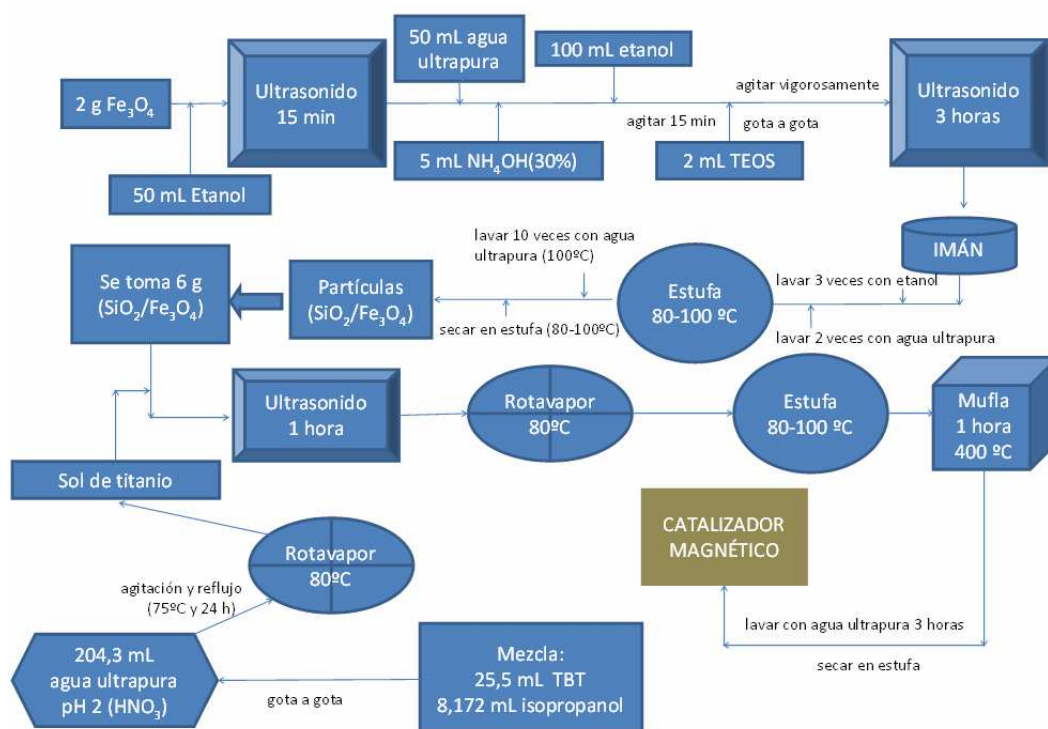 50 mL agua
ultrapura
100 mL etanol
2 g Fe₃O₄
Ultrasonido
15 min
agitar vigorosamente
Ultrasonido
3 horas
agitar 15 min
gota a gota
50 mL Etanol
5 mL NH₄OH(30%)
2 mL TEOS
IMÁN
lavar 10 veces con agua
ultrapura (100ºC)
Se toma 6 g
(SiO₂/Fe₃O₄)
Partículas
(SiO₂/Fe₃O₄)
Estufa
80-100 ºC
lavar 3 veces con etanol
secar en estufa (80-100ºC)
lavar 2 veces con agua ultrapura
Ultrasonido
1 hora
Rotavapor
80ºC
Estufa
80-100 ºC
Mufla
1 hora
400 ºC
Sol de titanio
CATALIZADOR
MAGNÉTICO
Rotavapor
80ºC
agitación y reflujo
(75ºC y 24 h)
lavar con agua ultrapura 3 horas
secar en estufa
204,3 mL
agua ultrapura
pH 2 (HNO₃)
gota a gota
Mezcla:
25,5 mL TBT
8,172 mL isopropanol